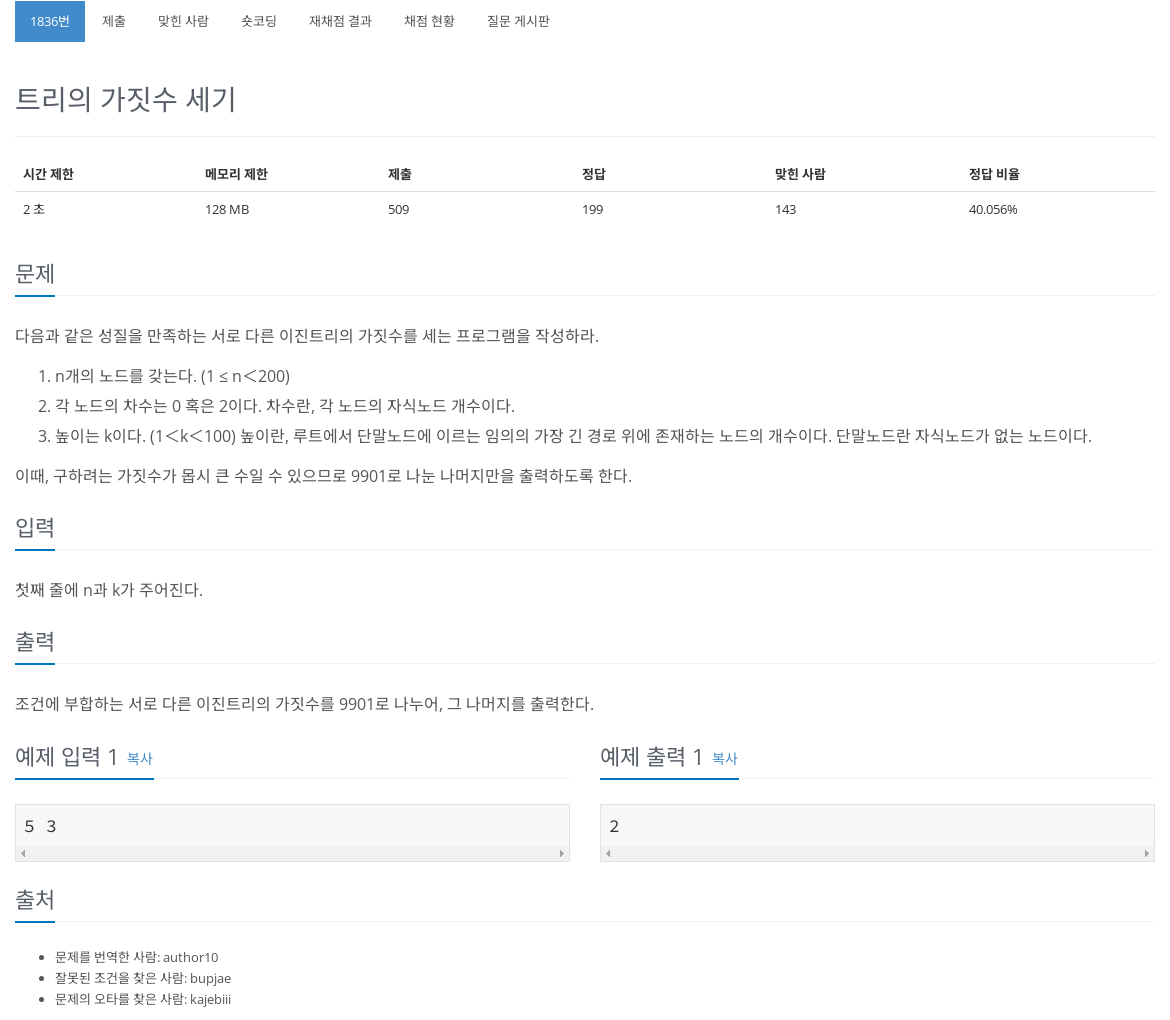 1836번 제출 맞힌 사람 숏코딩 재채점 결과 채점 현황 질문 게시판
트리의 가짓수 세기
시간 제한 메모리 제한 제출 정답 맞힌 사람 정답 비율
2 초 128 MB 509 199 143 40.056%
문제
다음과 같은 성질을 만족하는 서로 다른 이진트리의 가짓수를 세는 프로그램을 작성하라.
1. n개의 노드를 갖는다. (1 ≤ n＜200)
2. 각 노드의 차수는 0 혹은 2이다. 차수란, 각 노드의 자식노드 개수이다.
3. 높이는 k이다. (1＜k＜100) 높이란, 루트에서 단말노드에 이르는 임의의 가장 긴 경로 위에 존재하는 노드의 개수이다. 단말노드란 자식노드가 없는 노드이다.
이때, 구하려는 가짓수가 몹시 큰 수일 수 있으므로 9901로 나눈 나머지만을 출력하도록 한다.
입력
첫째 줄에 n과 k가 주어진다.
출력
조건에 부합하는 서로 다른 이진트리의 가짓수를 9901로 나누어, 그 나머지를 출력한다.
예제 입력 1 복사
5 3
예제 출력 1 복사
2
출처
문제를 번역한 사람: author10
잘못된 조건을 찾은 사람: bupjae
문제의 오타를 찾은 사람: kajebiii